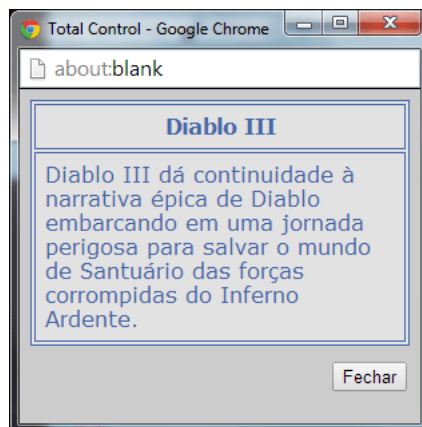 Total Control - Google Chrome
about:blank
Diablo III
Diablo III dá continuidade à
narrativa épica de Diablo
embarcando em uma jornada
perigosa para salvar o mundo
de Santuário das forças
corrompidas do Inferno
Ardente.
Fechar